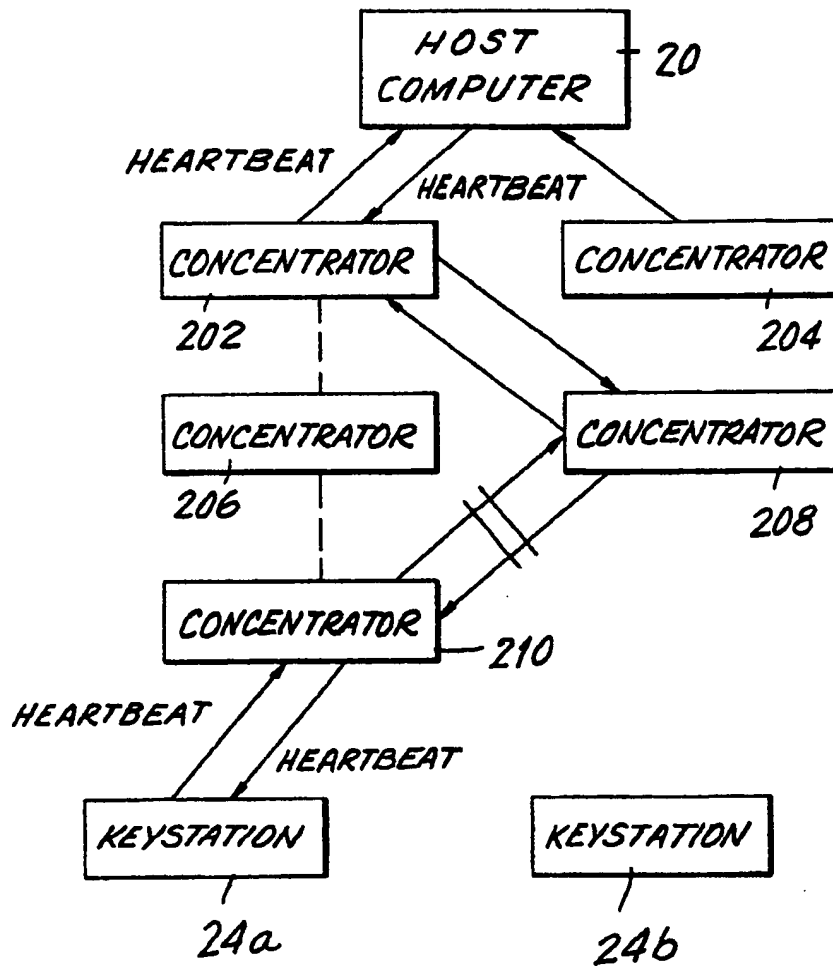 HOST
COMPUTER
20
HEARTBEAT
HEARTBEAT
CONCENTRATOR
CONCENTRATOR
202
204
CONCENTRATOR
CONCENTRATOR
206
208
CONCENTRATOR
210
HEARTBEAT
HEARTBEAT
KEYSTATION
KEYSTATION
24a
24b